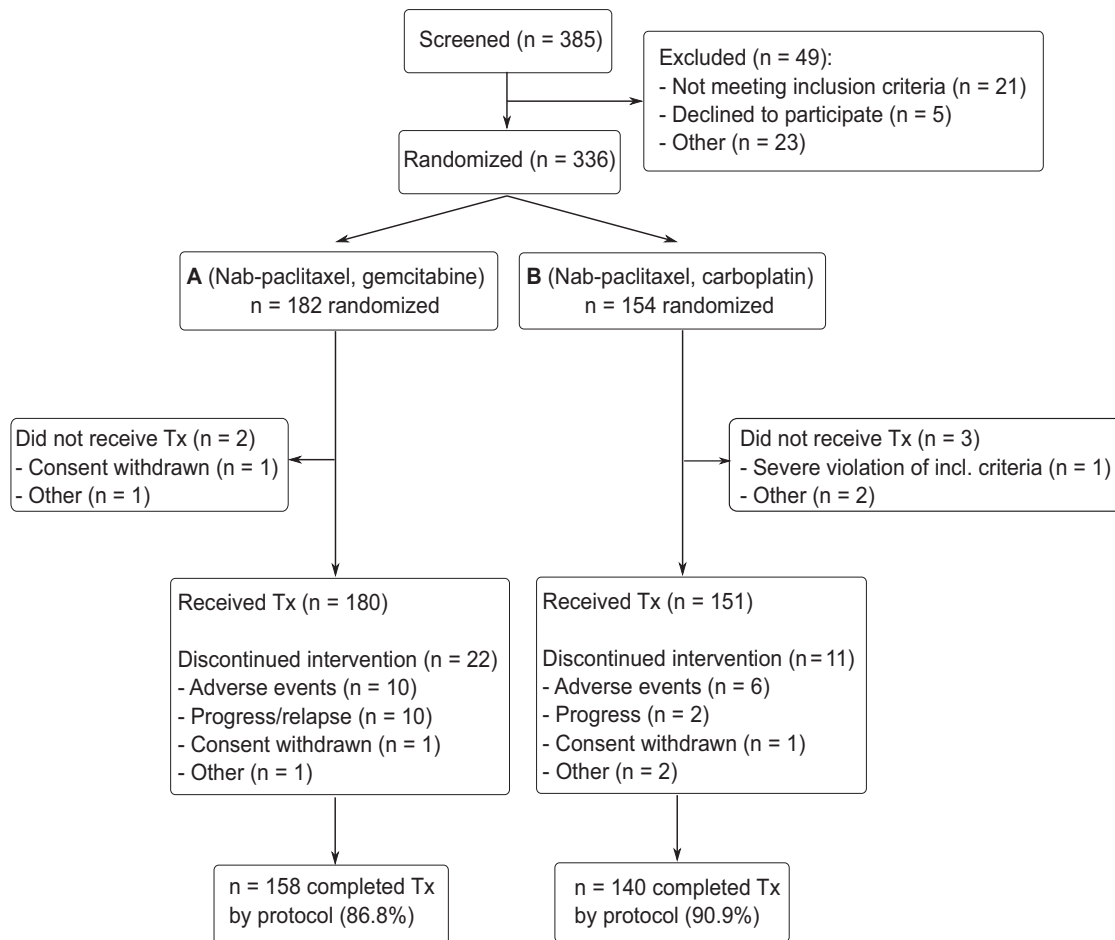 Screened (n = 385)
Excluded (n = 49):
- Not meeting inclusion criteria (n = 21)
- Declined to participate (n = 5)
- Other (n = 23)
Randomized (n = 336)
A (Nab-paclitaxel, gemcitabine)
n = 182 randomized
B (Nab-paclitaxel, carboplatin)
n = 154 randomized
Did not receive Tx (n = 2)
- Consent withdrawn (n = 1)
- Other (n = 1)
Did not receive Tx (n = 3)
- Severe violation of incl. criteria (n = 1)
- Other (n = 2)
Received Tx (n = 180)
Discontinued intervention (n = 22)
- Adverse events (n = 10)
- Progress/relapse (n = 10)
- Consent withdrawn (n = 1)
- Other (n = 1)
Received Tx (n = 151)
Discontinued intervention (n = 11)
- Adverse events (n = 6)
- Progress (n = 2)
- Consent withdrawn (n = 1)
- Other (n = 2)
n = 158 completed Tx
by protocol (86.8%)
n = 140 completed Tx
by protocol (90.9%)